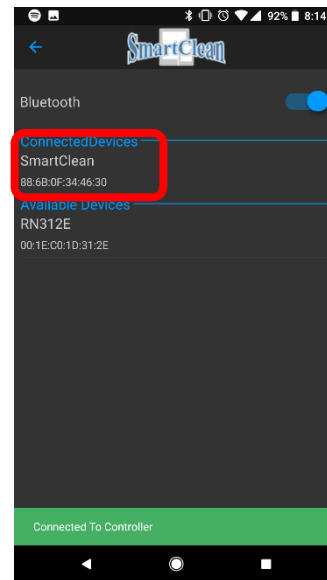 92% 8:14
SmartClean
Bluetooth
ConnectedDevices
SmartClean
88:6B:0F:34:46:30
Available Devices
RN312E
00:1E:C0:1D:31:2E
Connected To Controller